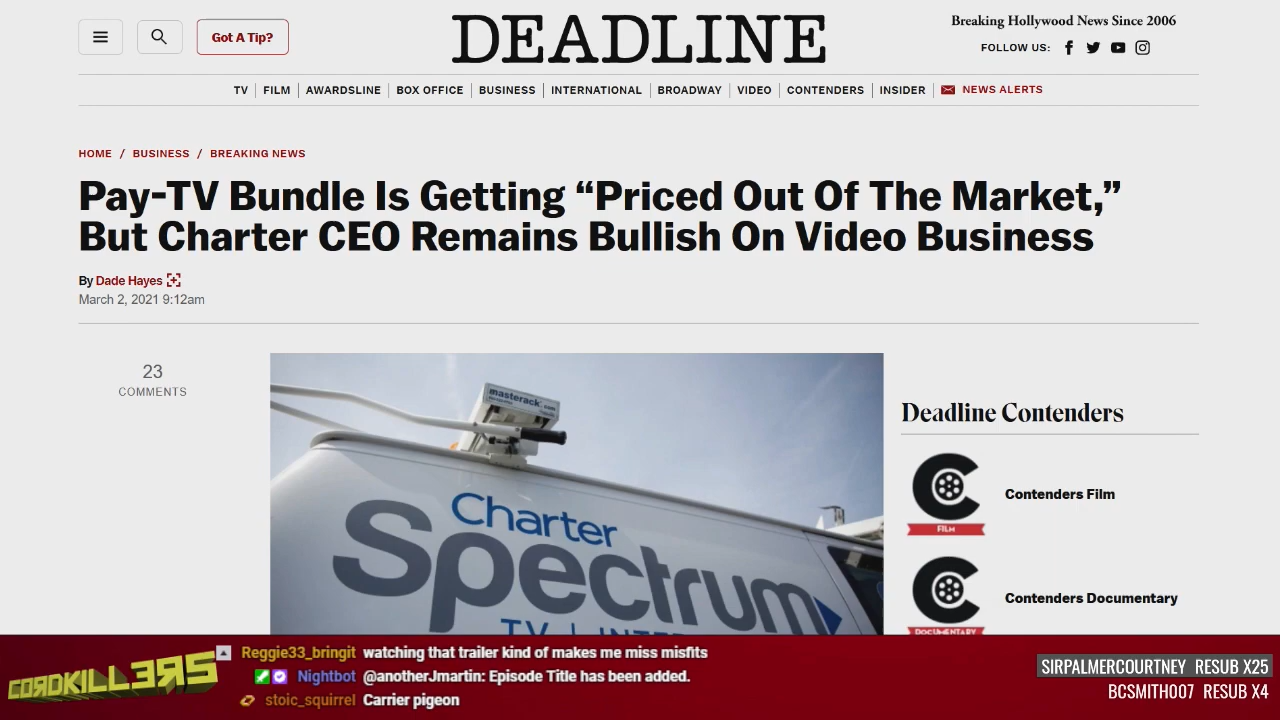 Got A Tip?
DEADLINE
Breaking Hollywood News Since 2006
FOLLOW US:
TV FILM AWARDSLINE BOX OFFICE BUSINESS INTERNATIONAL BROADWAY VIDEO CONTENDERS INSIDER NEWS ALERTS
HOME / BUSINESS / BREAKING NEWS
Pay-TV Bundle Is Getting “Priced Out Of The Market,”
But Charter CEO Remains Bullish On Video Business
By Dade Hayes
March 2, 2021 9:12am
23
COMMENTS
masterack.com
Charter
Spectrum
Deadline Contenders
FILM
Contenders Film
DOCUMENTARY
Contenders Documentary
CORDKILL3RS
Reggie33_bringit watching that trailer kind of makes me miss misfits
Nightbot @anotherJmartin: Episode Title has been added.
stoic_squirrel Carrier pigeon
SIRPALMERCOURTNEY RESUB X25
BCSMITH007 RESUB X4